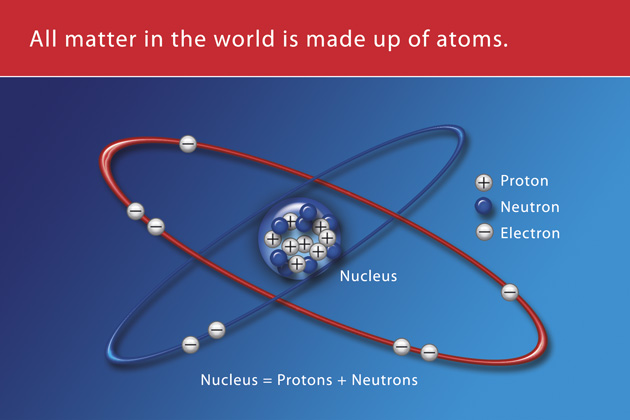 All matter in the world is made up of atoms.
Proton
Neutron
Electron
Nucleus
Nucleus = Protons + Neutrons